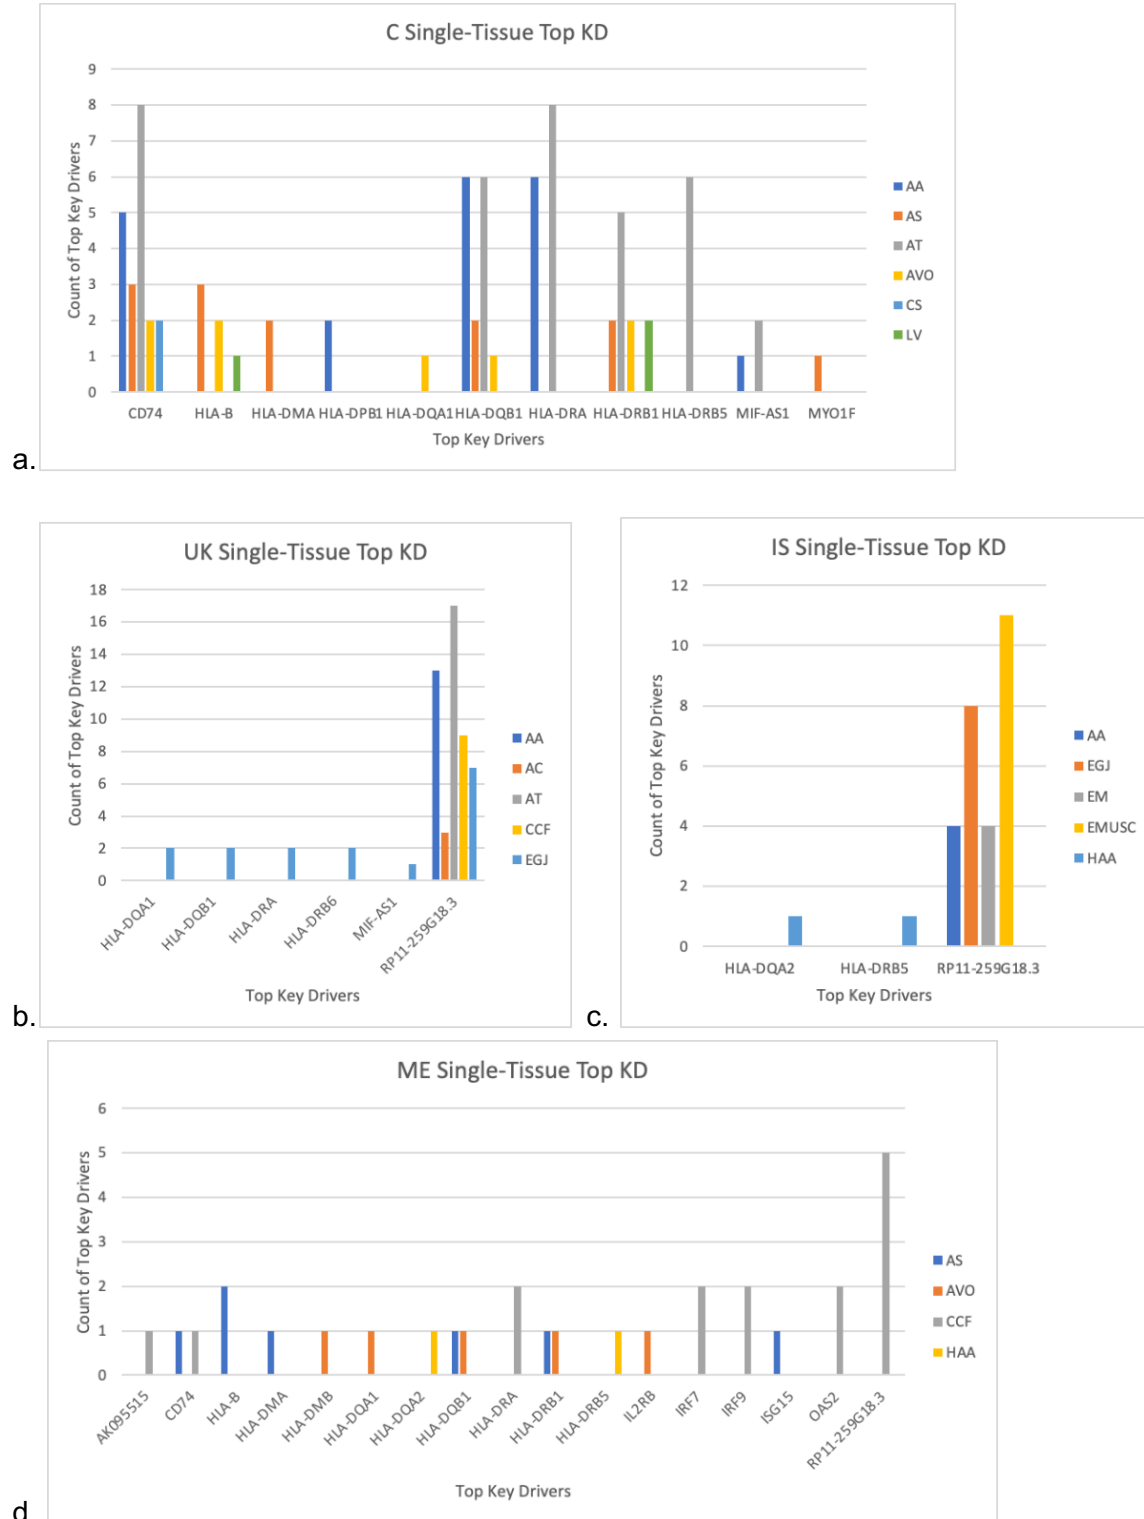 C Single-Tissue Top KD
Count of Top Key Drivers
9
8
7
6
5
4
3
2
1
0
CD74 HLA-B HLA-DMA HLA-DPB1 HLA-DQA1 HLA-DQB1 HLA-DRA HLA-DRB1 HLA-DRB5 MIF-AS1 MYO1F
Top Key Drivers
AA
AS
AT
AVO
CS
LV
a.
UK Single-Tissue Top KD
Count of Top Key Drivers
18
16
14
12
10
8
6
4
2
0
HLA-DQA1 HLA-DQB1 HLA-DRA HLA-DRB6 MIF-AS1 RP11-259G18.3
Top Key Drivers
AA
AC
AT
CCF
EGJ
b.
IS Single-Tissue Top KD
Count of Top Key Drivers
12
10
8
6
4
2
0
HLA-DQA2 HLA-DRB5 RP11-259G18.3
Top Key Drivers
AA
EGJ
EM
EMUSC
HAA
c.
ME Single-Tissue Top KD
Count of Top Key Drivers
6
5
4
3
2
1
0
AK095515 CD74 HLA-B HLA-DMA HLA-DMB HLA-DQA1 HLA-DQA2 HLA-DQB1 HLA-DRA HLA-DRB1 HLA-DRB5 IL2RB IRF7 IRF9 ISG15 OAS2 RP11-259G18.3
Top Key Drivers
AS
AVO
CCF
HAA
d.